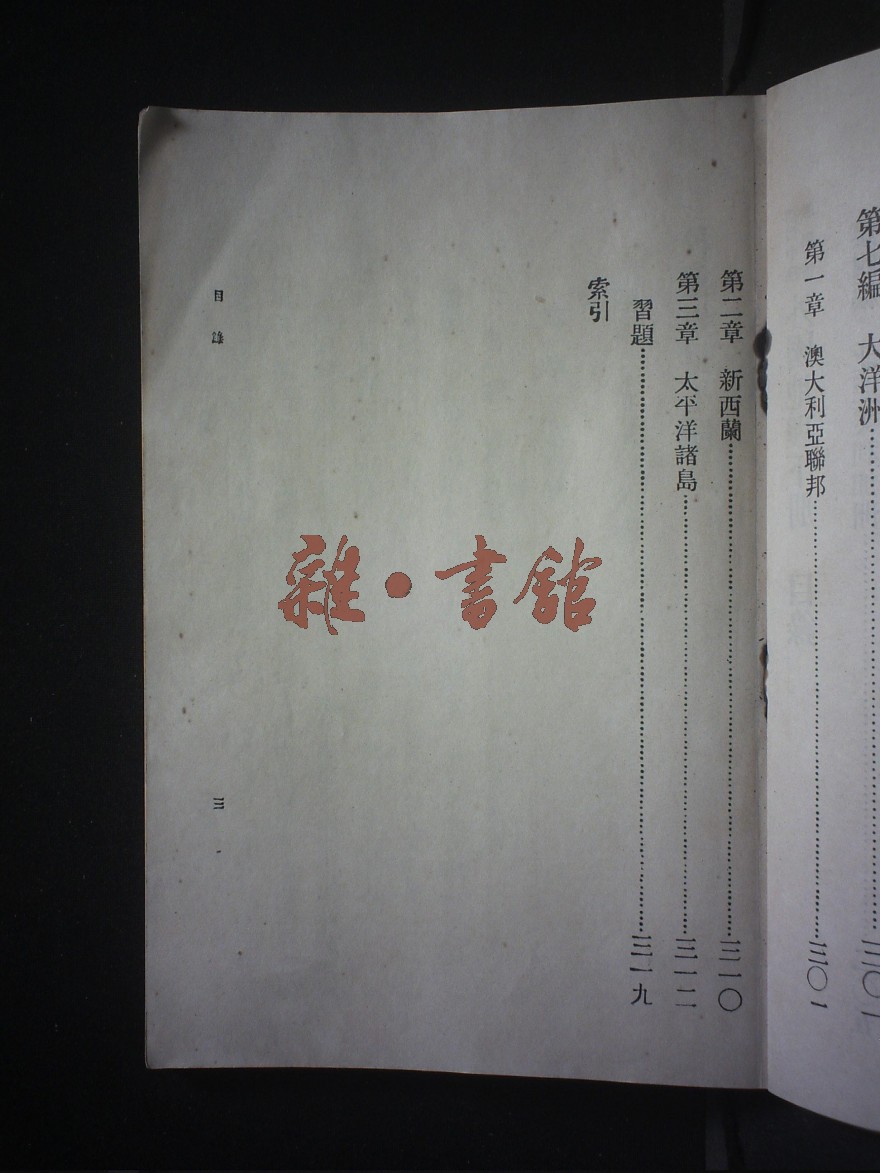 第七編 大洋洲……三〇一
第一章 澳大利亞聯邦……三〇一
第二章 新西蘭……三一〇
第三章 太平洋諸島……三一二
習題……三一九
索引
目錄 三
雜·書館